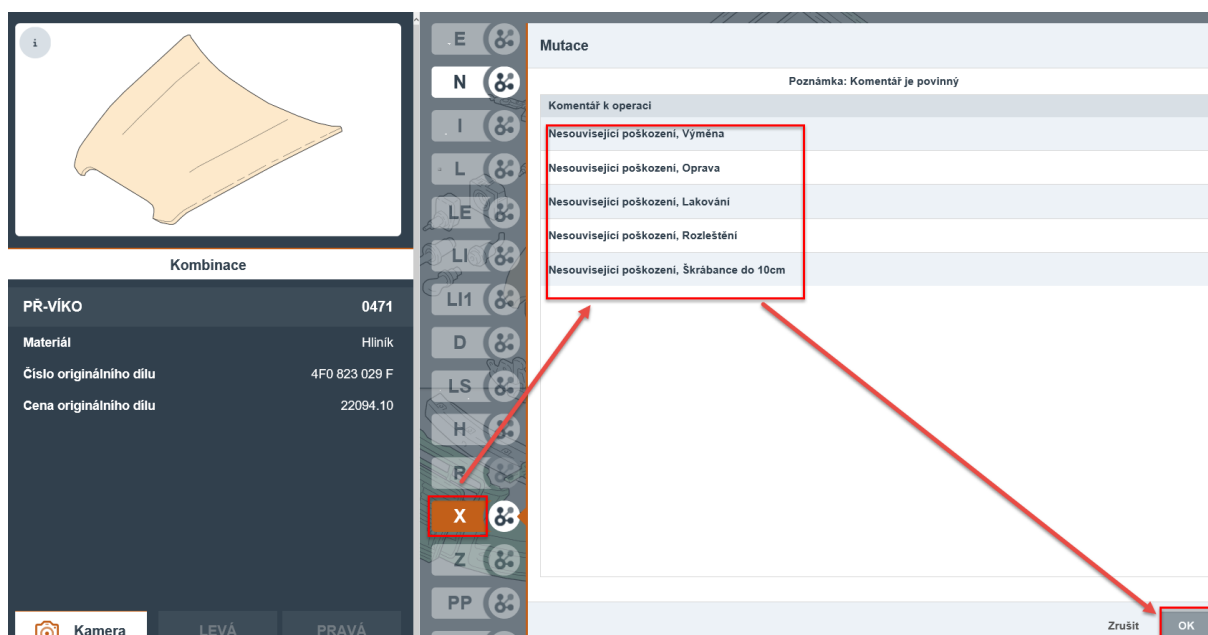 i
Kombinace
PŘ-VÍKO 0471
Materiál Hliník
Číslo originálního dílu 4F0 823 029 F
Cena originálního dílu 22094.10
Kamera LEVÁ PRAVÁ
E
N
I
L
LE
LI
LI1
D
LS
H
R
X
Z
PP
Mutace
Poznámka: Komentář je povinný
Komentář k operaci
Nesouvisející poškození, Výměna
Nesouvisející poškození, Oprava
Nesouvisející poškození, Lakování
Nesouvisející poškození, Rozleštění
Nesouvisející poškození, Škrábance do 10cm
Zrušit OK